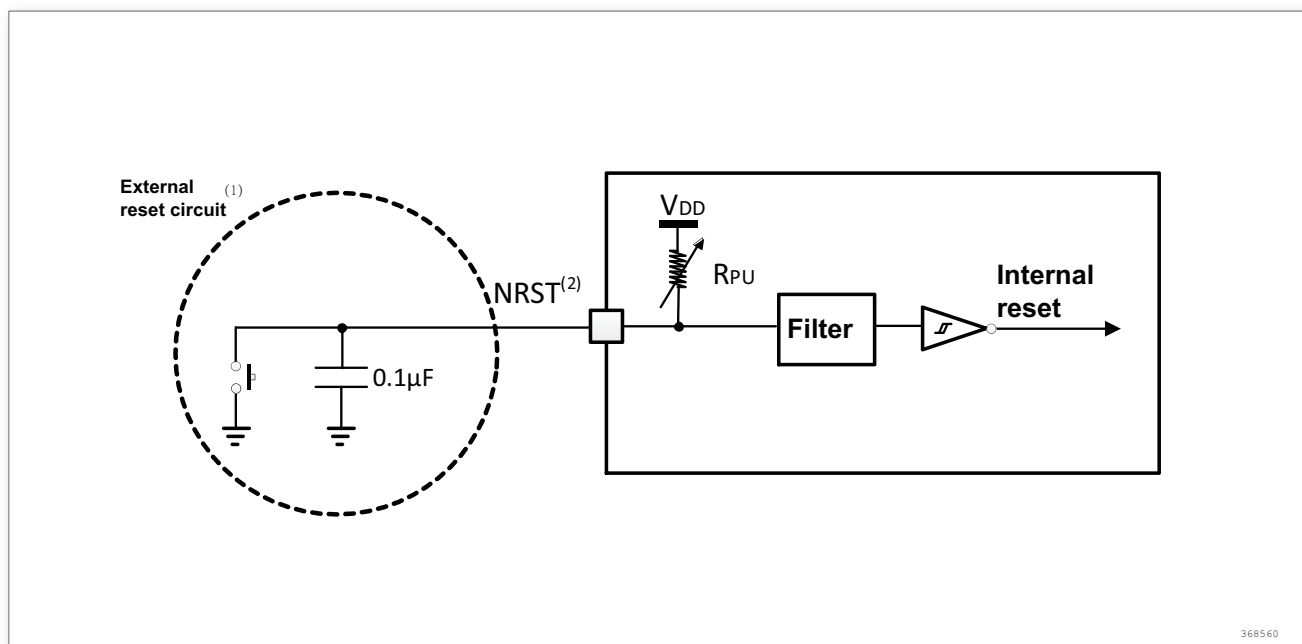 External (1)
reset circuit
VDD
RPU
NRST(2)
Internal
reset
Filter
0.1µF
368560